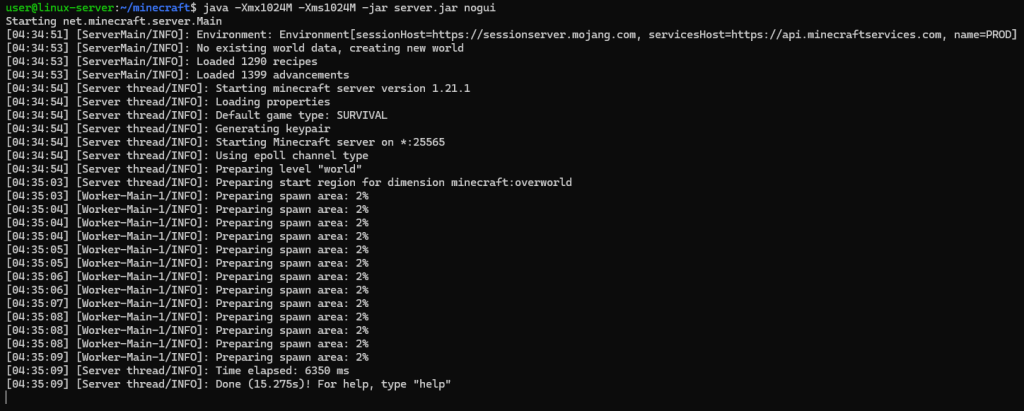 user@linux-server:~/minecraft$ java -Xmx1024M -Xms1024M -jar server.jar nogui
Starting net.minecraft.server.Main
[04:34:51] [ServerMain/INFO]: Environment: Environment[sessionHost=https://sessionserver.mojang.com, servicesHost=https://api.minecraftservices.com, name=PROD]
[04:34:53] [ServerMain/INFO]: No existing world data, creating new world
[04:34:53] [ServerMain/INFO]: Loaded 1290 recipes
[04:34:53] [ServerMain/INFO]: Loaded 1399 advancements
[04:34:54] [Server thread/INFO]: Starting minecraft server version 1.21.1
[04:34:54] [Server thread/INFO]: Loading properties
[04:34:54] [Server thread/INFO]: Default game type: SURVIVAL
[04:34:54] [Server thread/INFO]: Generating keypair
[04:34:54] [Server thread/INFO]: Starting Minecraft server on *:25565
[04:34:54] [Server thread/INFO]: Using epoll channel type
[04:34:54] [Server thread/INFO]: Preparing level "world"
[04:35:03] [Server thread/INFO]: Preparing start region for dimension minecraft:overworld
[04:35:03] [Worker-Main-1/INFO]: Preparing spawn area: 2%
[04:35:04] [Worker-Main-1/INFO]: Preparing spawn area: 2%
[04:35:04] [Worker-Main-1/INFO]: Preparing spawn area: 2%
[04:35:04] [Worker-Main-1/INFO]: Preparing spawn area: 2%
[04:35:05] [Worker-Main-1/INFO]: Preparing spawn area: 2%
[04:35:05] [Worker-Main-1/INFO]: Preparing spawn area: 2%
[04:35:06] [Worker-Main-1/INFO]: Preparing spawn area: 2%
[04:35:06] [Worker-Main-1/INFO]: Preparing spawn area: 2%
[04:35:07] [Worker-Main-1/INFO]: Preparing spawn area: 2%
[04:35:08] [Worker-Main-1/INFO]: Preparing spawn area: 2%
[04:35:08] [Worker-Main-1/INFO]: Preparing spawn area: 2%
[04:35:08] [Worker-Main-1/INFO]: Preparing spawn area: 2%
[04:35:09] [Worker-Main-1/INFO]: Preparing spawn area: 2%
[04:35:09] [Server thread/INFO]: Time elapsed: 6350 ms
[04:35:09] [Server thread/INFO]: Done (15.275s)! For help, type "help"